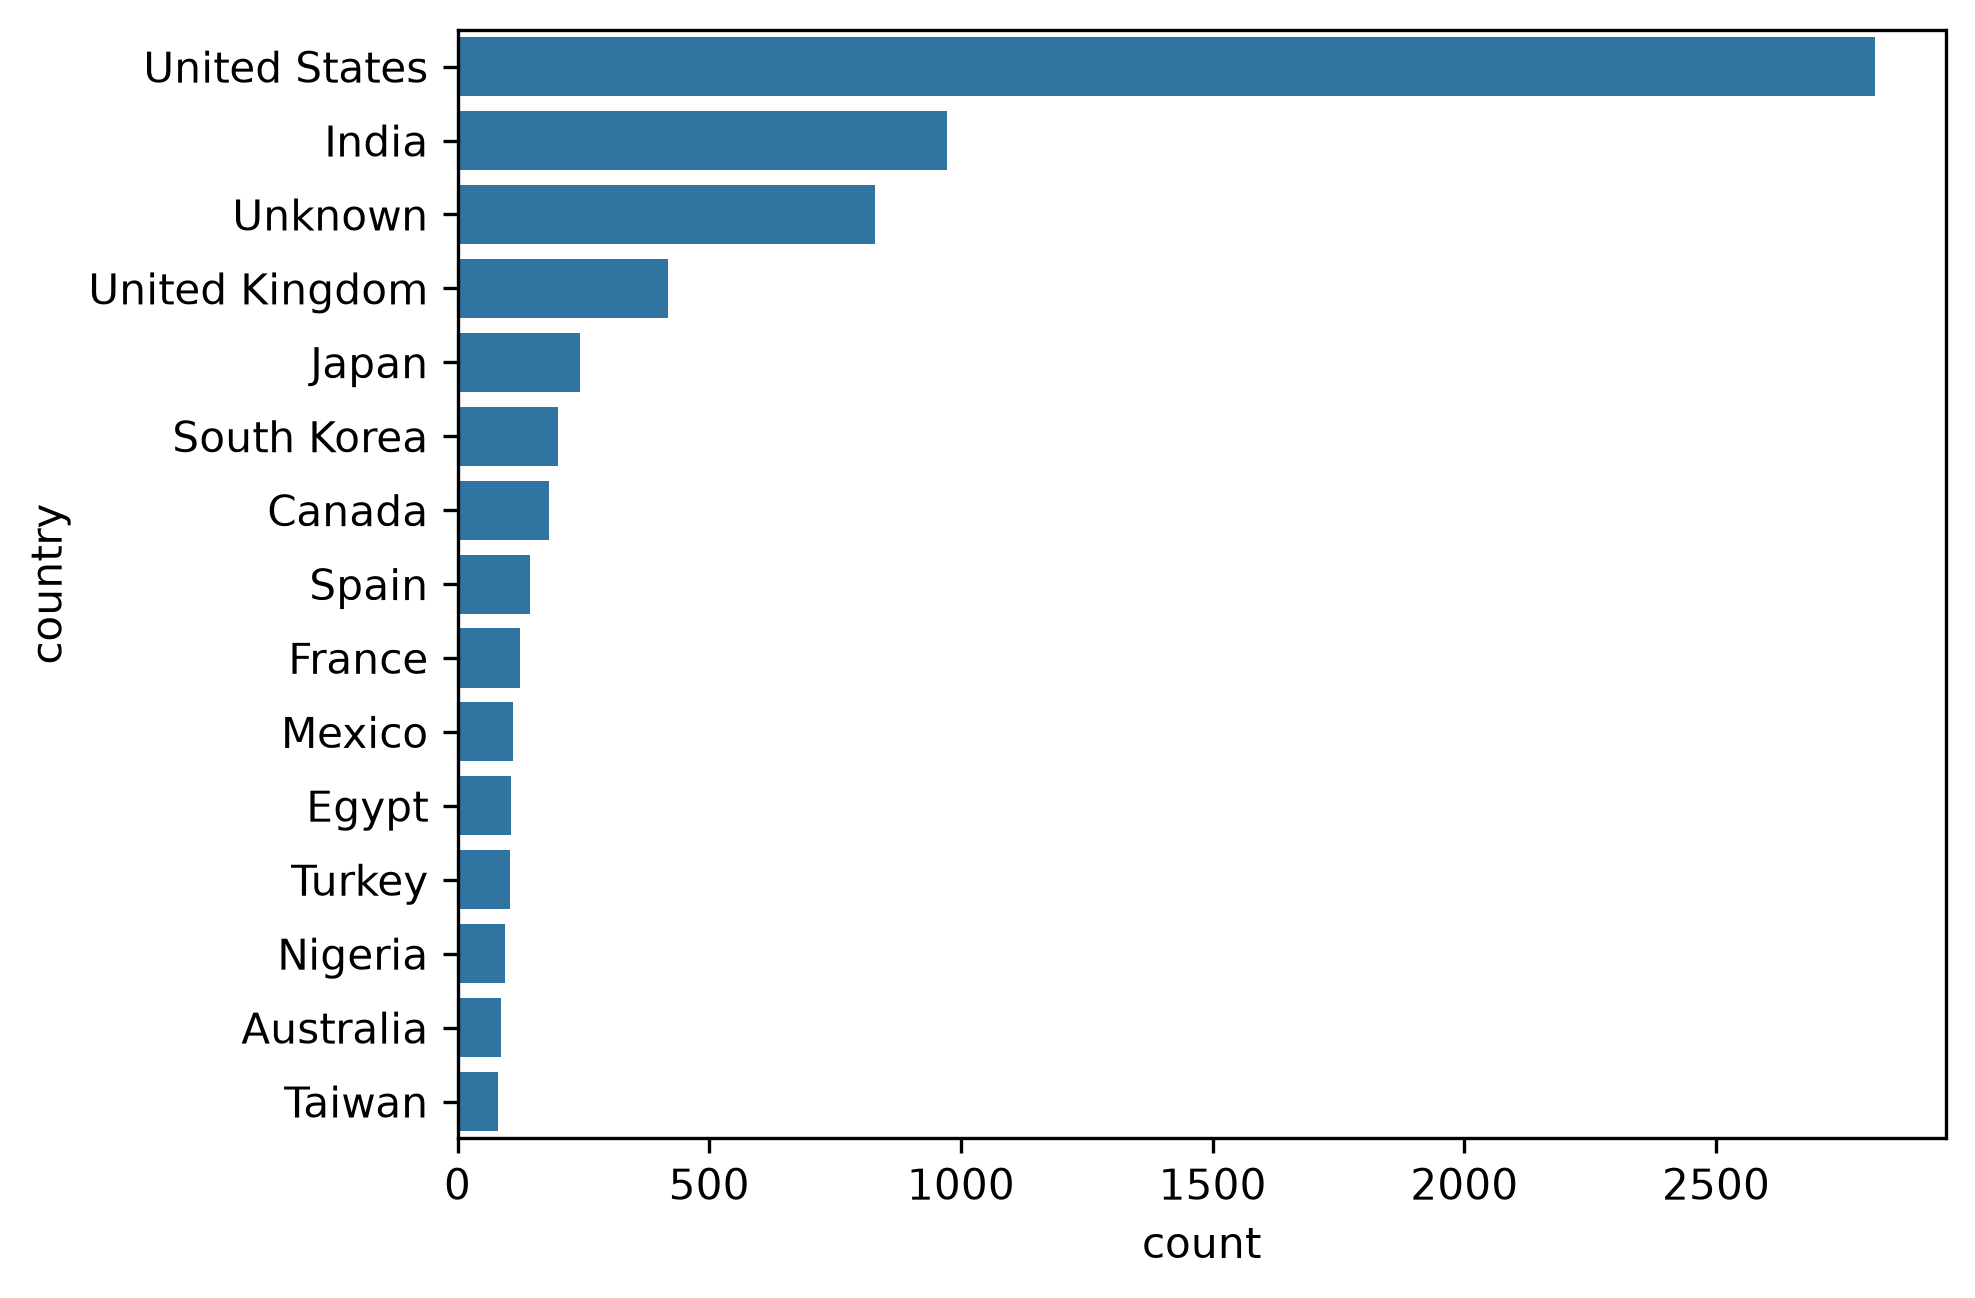 United States
India
Unknown
United Kingdom
Japan
South Korea
Canada
Spain
France
Mexico
Egypt
Turkey
Nigeria
Australia
Taiwan
country
0 500 1000 1500 2000 2500
count